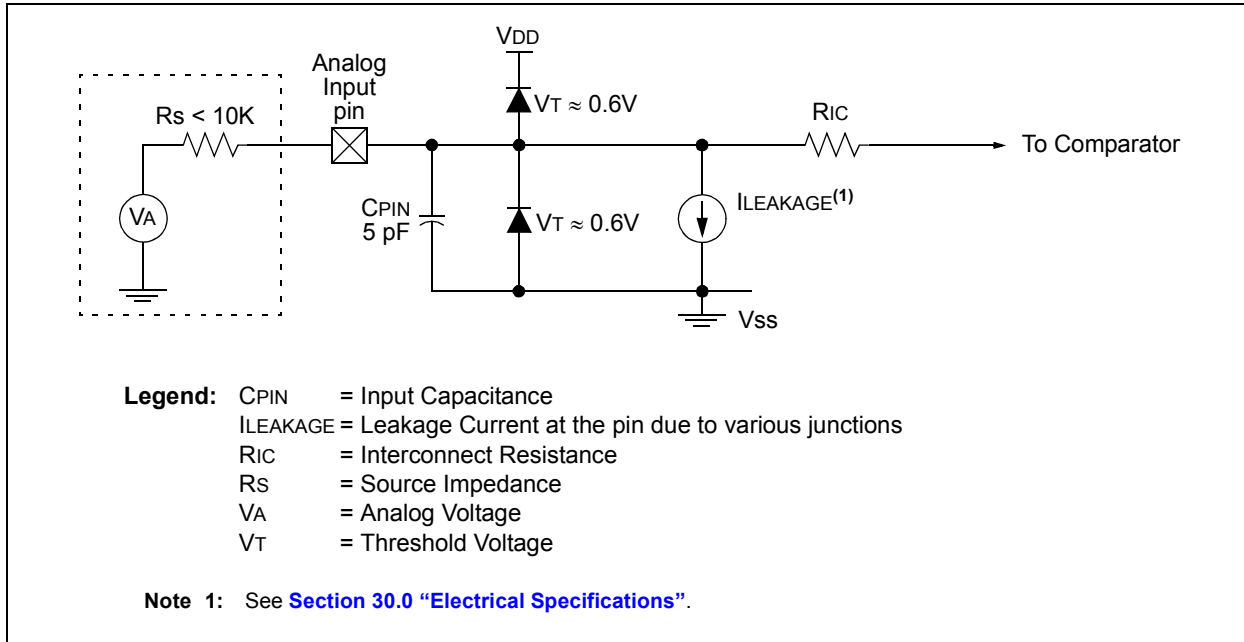 VDD
Analog
Input
pin
Rs < 10K
VT ≈ 0.6V
RIC
To Comparator
VA
CPIN
5 pF
VT ≈ 0.6V
ILEAKAGE(1)
Vss
Legend: CPIN = Input Capacitance
ILEAKAGE = Leakage Current at the pin due to various junctions
RIC = Interconnect Resistance
RS = Source Impedance
VA = Analog Voltage
VT = Threshold Voltage
Note 1: See Section 30.0 “Electrical Specifications”.